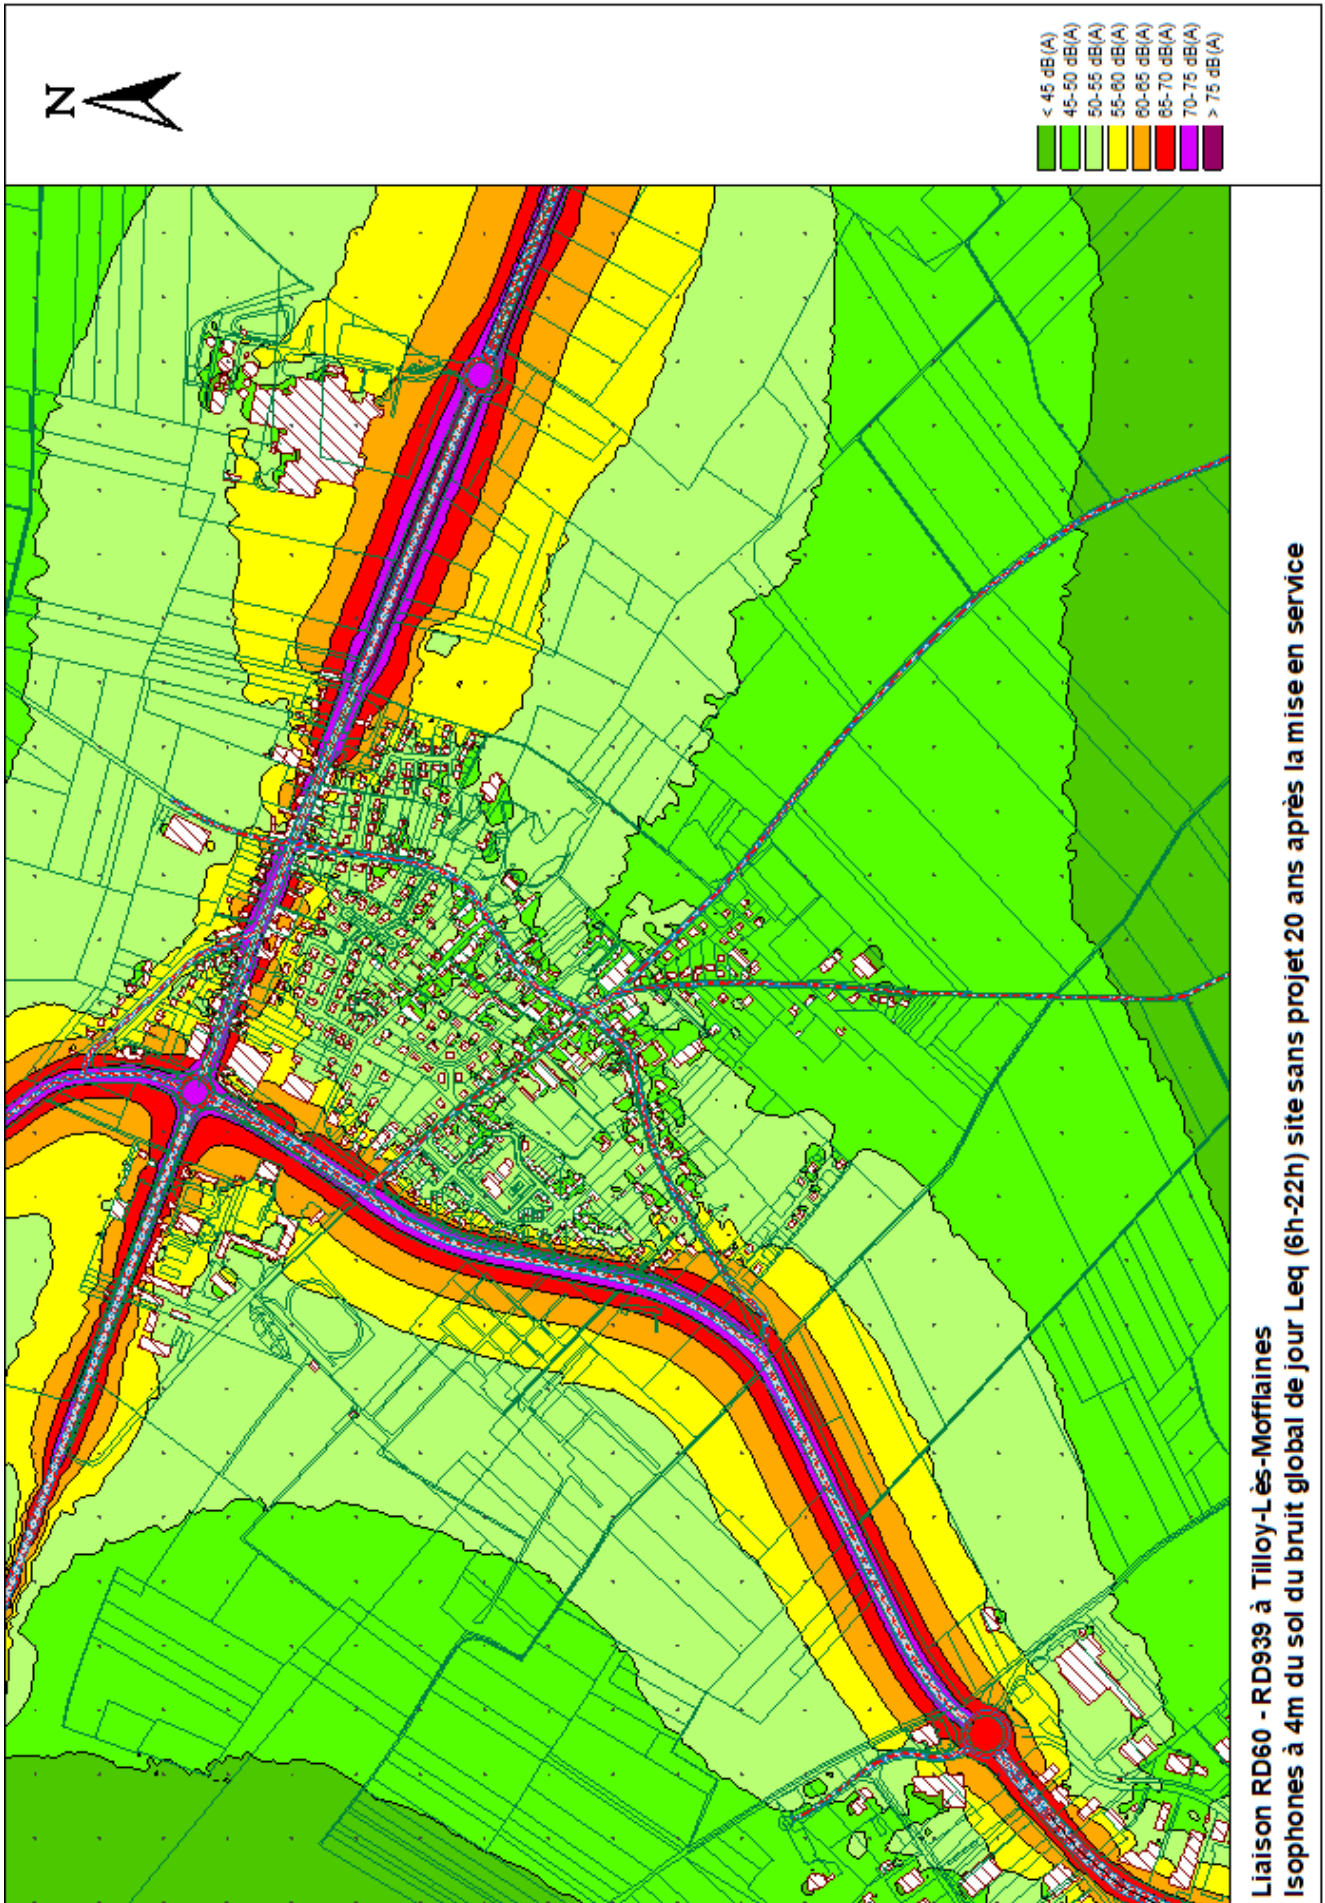 N
< 45 dB(A)
45-50 dB(A)
50-55 dB(A)
55-60 dB(A)
60-65 dB(A)
65-70 dB(A)
70-75 dB(A)
> 75 dB(A)
Liaison RD60 - RD939 à Tilloy-Lès-Mofflaines
Isophones à 4m du sol du bruit global de jour Leq (6h-22h) site sans projet 20 ans après la mise en service